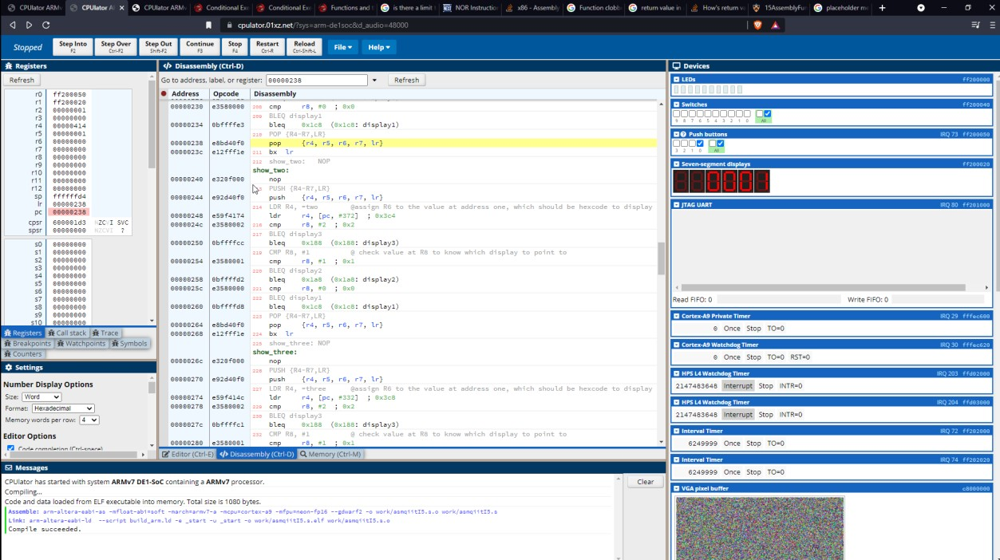 CPUlator ARMv
CPUlator AR
CPUlator ARMv
Conditional Exe
Conditional Exe
Functions and t
is there a limit t
NOR Instruction
x86 - Assembly
Function clobb
return value in
How's return va
15AssemblyFun
placeholder me
cpulator.01xz.net/?sys=arm-de1soc&d_audio=48000
Stopped
Step Into F2
Step Over Ctrl-F2
Step Out Shift-F2
Continue F3
Stop F4
Restart Ctrl-R
Reload Ctrl-Shift-L
File
Help
Registers
Refresh
r0 ff200050
r1 ff200020
r2 00000001
r3 00000000
r4 00000414
r5 00000001
r6 00000000
r7 00000000
r8 00000000
r9 00000000
r10 00000000
r11 00000000
r12 00000000
sp ffffffd4
lr 00000238
pc 00000238
cpsr 600001d3 NZCVI SVC
spsr 00000000 NZCVI ?
s0 00000000
s1 00000000
s2 00000000
s3 00000000
s4 00000000
s5 00000000
s6 00000000
s7 00000000
s8 00000000
s9 00000000
s10 00000000
Registers Call stack Trace
Breakpoints Watchpoints Symbols
Counters
Settings
Number Display Options
Size: Word
Format: Hexadecimal
Memory words per row: 4
Editor Options
Code completion (Ctrl-space)
Disassembly (Ctrl-D)
Go to address, label, or register: 00000238 Refresh
Address Opcode Disassembly
00000230 e3580000 cmp r8, #0 ; 0x0
209 BLEQ display1
00000234 0bffffe3 bleq 0x1c8 (0x1c8: display1)
210 POP {R4-R7,LR}
00000238 e8bd40f0 pop {r4, r5, r6, r7, lr}
0000023c e12fff1e 211 bx lr
212 show_two: NOP
show_two:
00000240 e320f000 nop
PUSH {R4-R7,LR}
00000244 e92d40f0 push {r4, r5, r6, r7, lr}
214 LDR R4, =two @assign R6 to the value at address one, which should be hexcode to display
00000248 e59f4174 ldr r4, [pc, #372] ; 0x3c4
0000024c e3580002 216 cmp r8, #2 ; 0x2
217 BLEQ display3
00000250 0bffffcc bleq 0x188 (0x188: display3)
219 CMP R8, #1 @ check value at R8 to know which display to point to
00000254 e3580001 cmp r8, #1 ; 0x1
220 BLEQ display2
00000258 0bffffd2 bleq 0x1a8 (0x1a8: display2)
0000025c e3580000 221 cmp r8, #0 ; 0x0
222 BLEQ display1
00000260 0bffffd8 bleq 0x1c8 (0x1c8: display1)
223 POP {R4-R7,LR}
00000264 e8bd40f0 pop {r4, r5, r6, r7, lr}
00000268 e12fff1e 224 bx lr
225 show_three: NOP
show_three:
0000026c e320f000 nop
226 PUSH {R4-R7,LR}
00000270 e92d40f0 push {r4, r5, r6, r7, lr}
227 LDR R4, =three @assign R6 to the value at address one, which should be hexcode to display
00000274 e59f414c ldr r4, [pc, #332] ; 0x3c8
00000278 e3580002 229 cmp r8, #2 ; 0x2
230 BLEQ display3
0000027c 0bffffc1 bleq 0x188 (0x188: display3)
232 CMP R8, #1 @ check value at R8 to know which display to point to
00000280 e3580001 cmp r8, #1 ; 0x1
Editor (Ctrl-E) Disassembly (Ctrl-D) Memory (Ctrl-M)
Messages
CPUlator has started with system ARMv7 DE1-SoC containing a ARMv7 processor.
Compiling...
Code and data loaded from ELF executable into memory. Total size is 1080 bytes.
Assemble: arm-altera-eabi-as -mfloat-abi=soft -march=armv7-a -mcpu=cortex-a9 -mfpu=neon-fp16 --gdwarf2 -o work/asmqiitI5.s.o work/asmqiitI5.s
Link: arm-altera-eabi-ld --script build_arm.ld -e _start -u _start -o work/asmqiitI5.s.elf work/asmqiitI5.s.o
Compile succeeded.
Clear
Devices
LEDs ff200000
Switches ff200040
9 8 7 6 5 4 3 2 1 0 All
Push buttons IRQ 73 ff200050
3 2 1 0 All
Seven-segment displays ff200020
0001
JTAG UART IRQ 80 ff201000
Read FIFO: 0 Write FIFO: 0
Cortex-A9 Private Timer IRQ 29 fffec600
0 Once Stop TO=0
Cortex-A9 Watchdog Timer IRQ 30 fffec620
0 Once Stop TO=0 RST=0
HPS L4 Watchdog Timer IRQ 203 ffd02000
2147483648 Interrupt Stop INTR=0
HPS L4 Watchdog Timer IRQ 204 ffd03000
2147483648 Interrupt Stop INTR=0
Interval Timer IRQ 72 ff202000
6249999 Once Stop TO=0
Interval Timer IRQ 74 ff202020
6249999 Once Stop TO=0
VGA pixel buffer c8000000